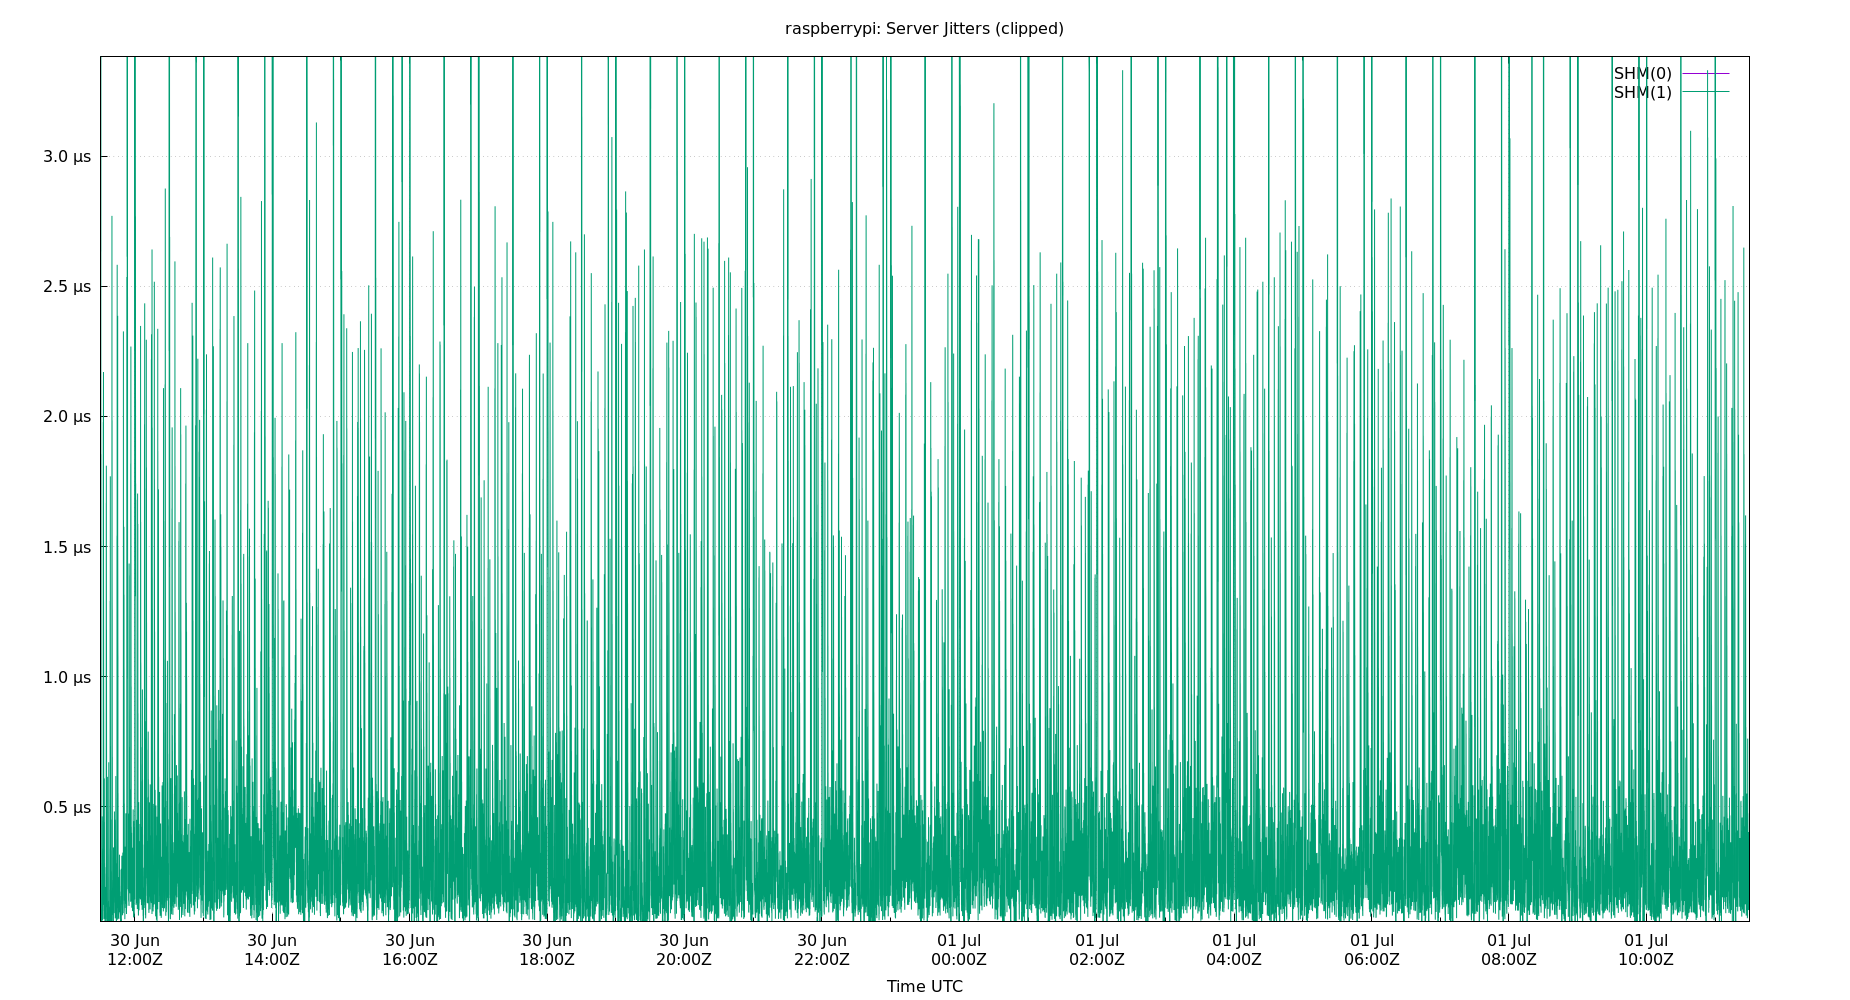 raspberrypi: Server Jitters (clipped)
SHM(0)
SHM(1)
3.0 µs
2.5 µs
2.0 µs
1.5 µs
1.0 µs
0.5 µs
30 Jun 30 Jun 30 Jun 30 Jun 30 Jun 30 Jun 01 Jul 01 Jul 01 Jul 01 Jul 01 Jul 01 Jul
12:00Z 14:00Z 16:00Z 18:00Z 20:00Z 22:00Z 00:00Z 02:00Z 04:00Z 06:00Z 08:00Z 10:00Z
Time UTC